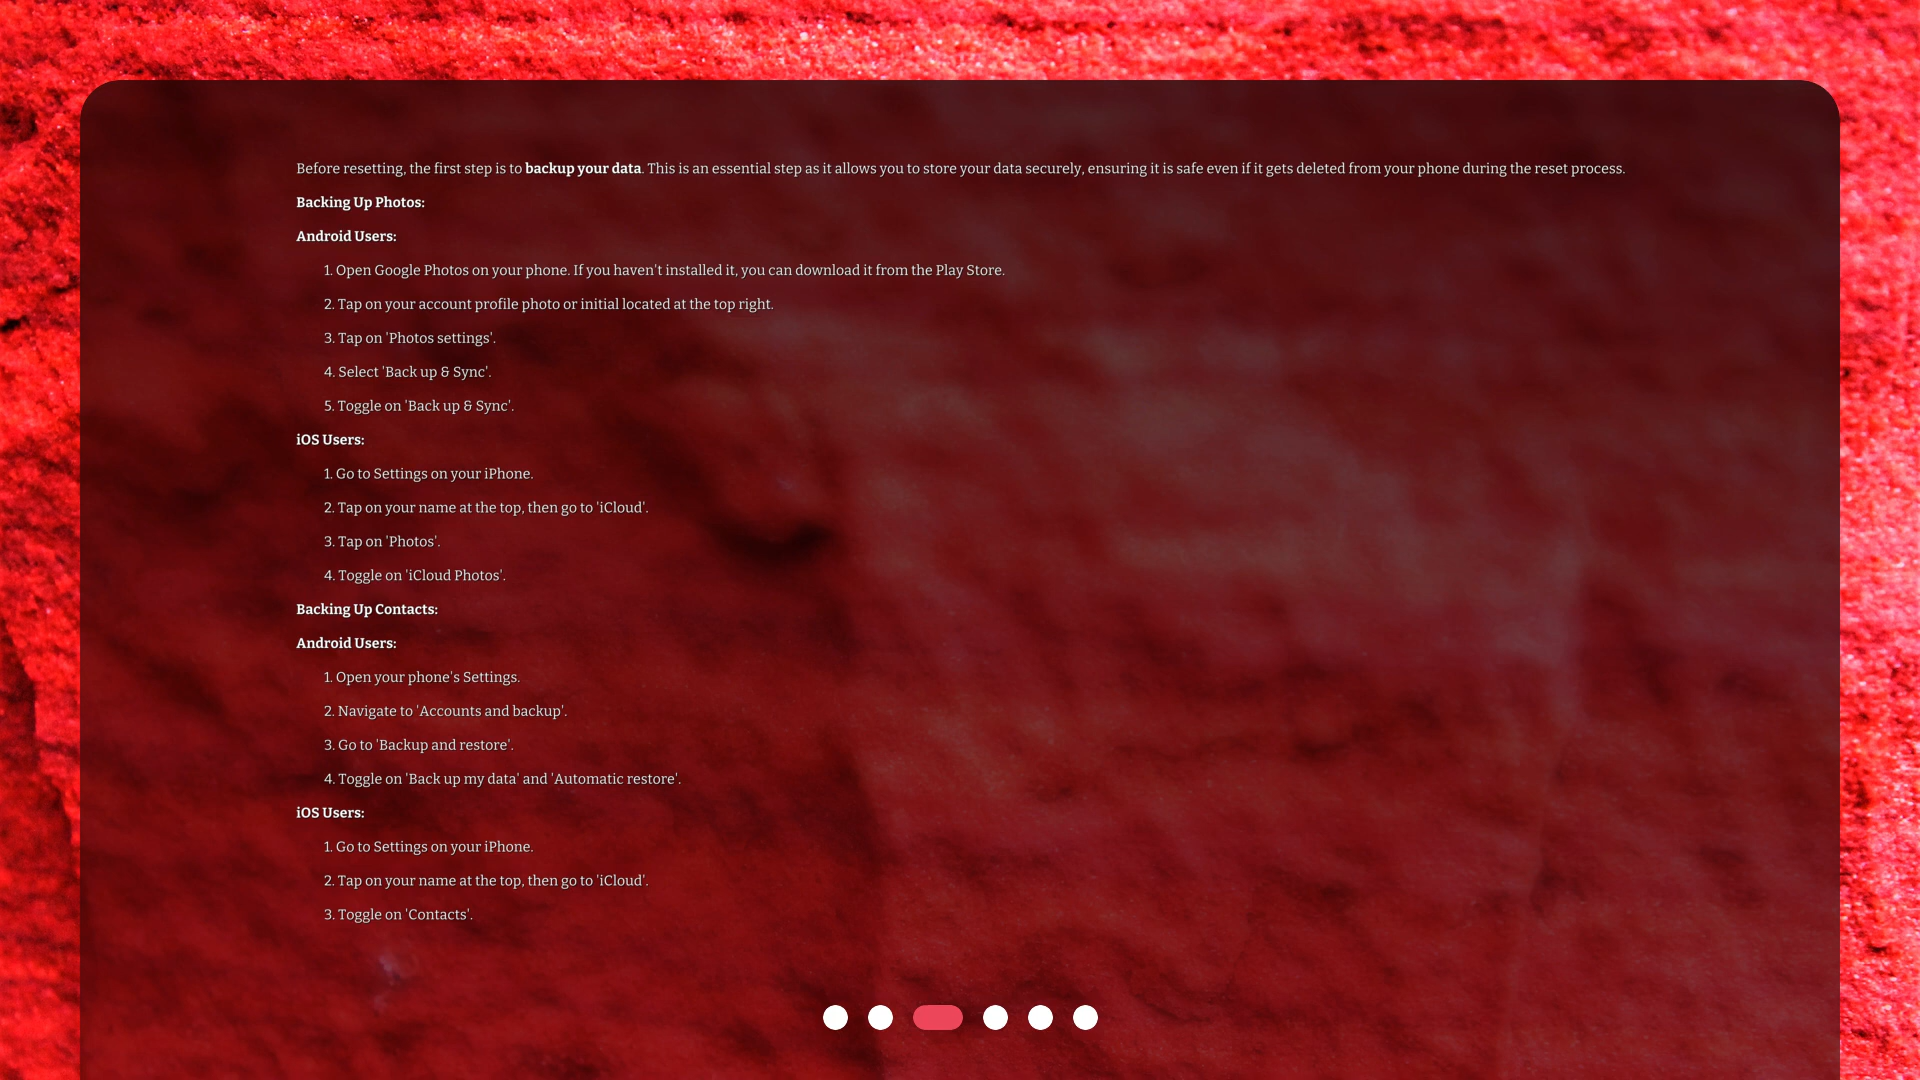 Before resetting, the first step is to backup your data. This is an essential step as it allows you to store your data securely, ensuring it is safe even if it gets deleted from your phone during the reset process.
Backing Up Photos:
Android Users:
1. Open Google Photos on your phone. If you haven't installed it, you can download it from the Play Store.
2. Tap on your account profile photo or initial located at the top right.
3. Tap on 'Photos settings'.
4. Select 'Back up & Sync'.
5. Toggle on 'Back up & Sync'.
iOS Users:
1. Go to Settings on your iPhone.
2. Tap on your name at the top, then go to 'iCloud'.
3. Tap on 'Photos'.
4. Toggle on 'iCloud Photos'.
Backing Up Contacts:
Android Users:
1. Open your phone's Settings.
2. Navigate to 'Accounts and backup'.
3. Go to 'Backup and restore'.
4. Toggle on 'Back up my data' and 'Automatic restore'.
iOS Users:
1. Go to Settings on your iPhone.
2. Tap on your name at the top, then go to 'iCloud'.
3. Toggle on 'Contacts'.